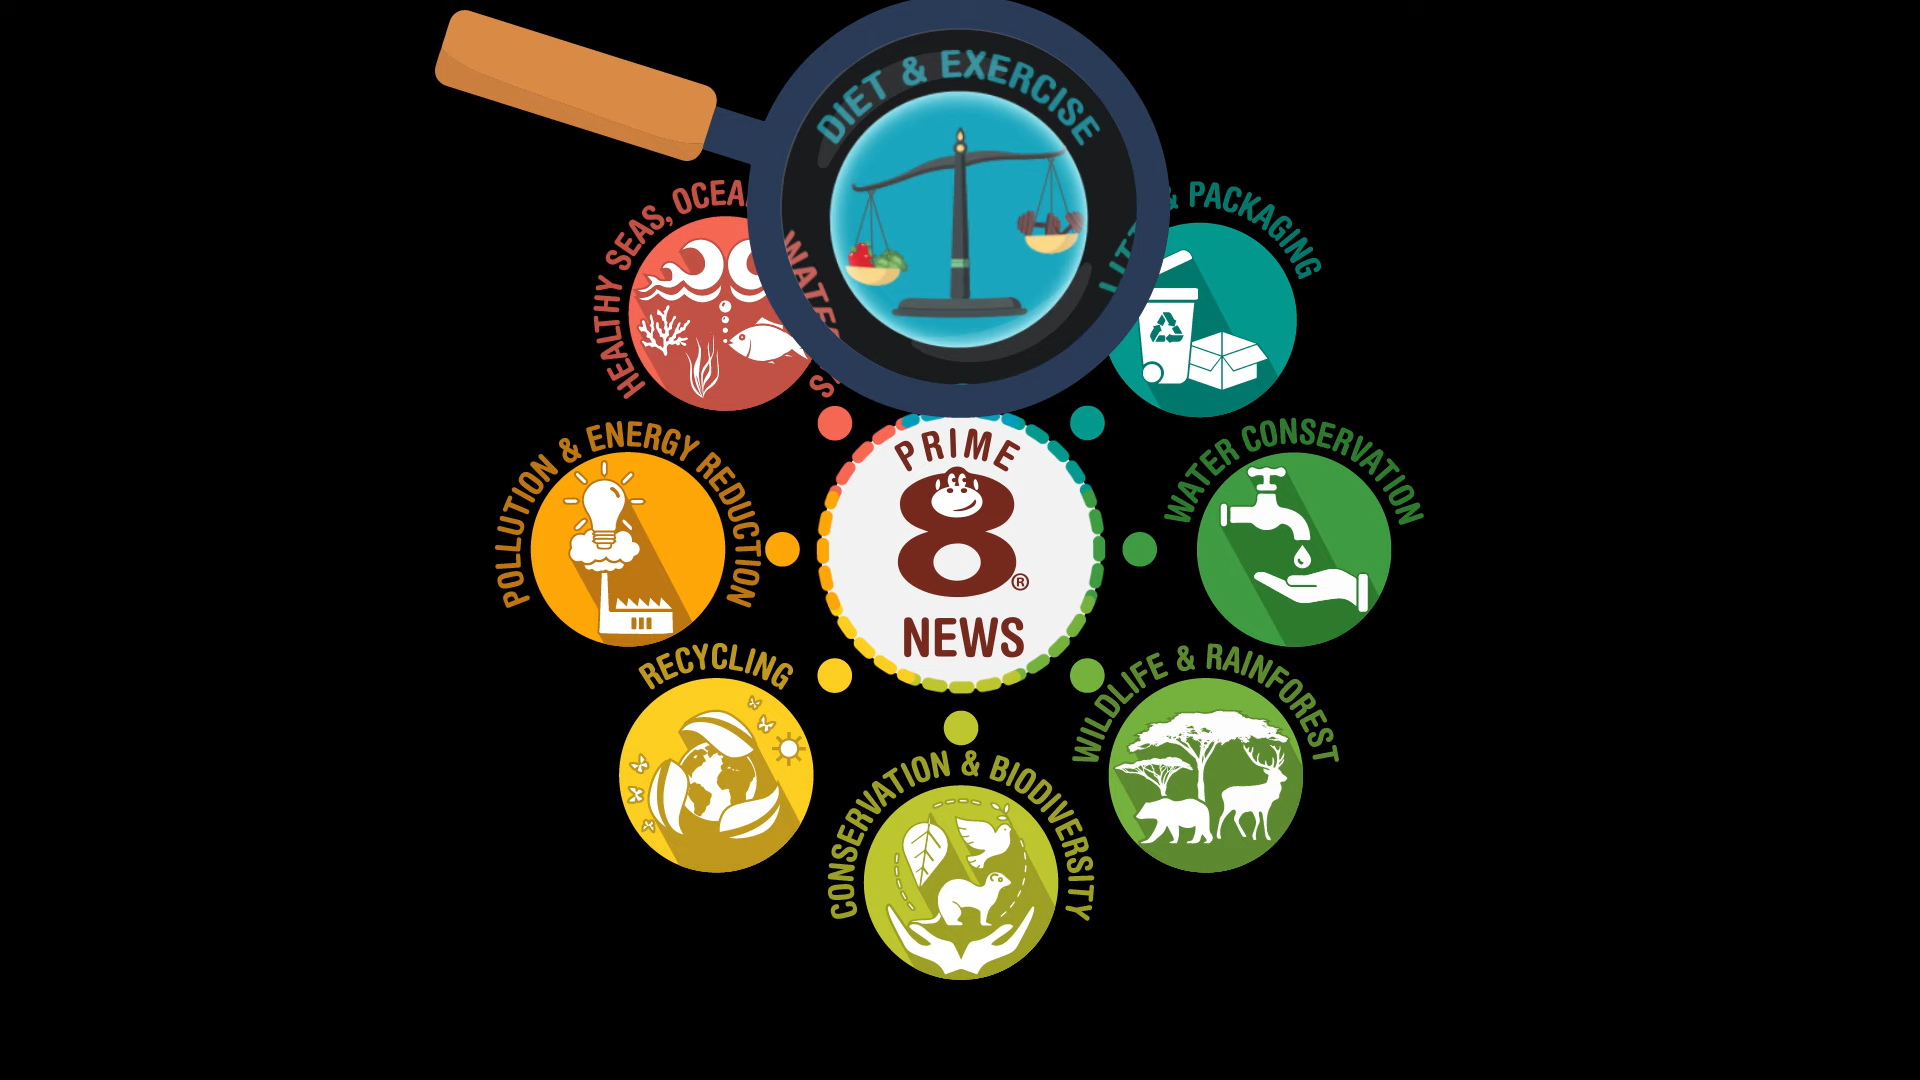 DIET & EXERCISE
HEALTHY SEAS, OCEA
& PACKAGING
POLLUTION & ENERGY REDUCTION
WATER CONSERVATION
PRIME
8®
NEWS
RECYCLING
WILDLIFE & RAINFOREST
CONSERVATION & BIODIVERSITY